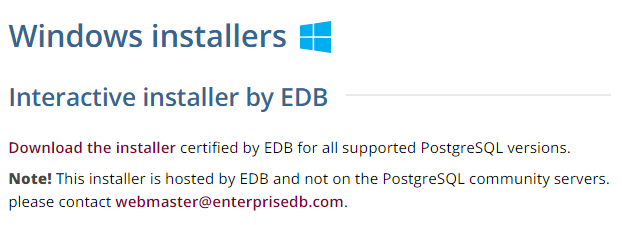 Windows installers
Interactive installer by EDB
Download the installer certified by EDB for all supported PostgreSQL versions.
Note! This installer is hosted by EDB and not on the PostgreSQL community servers.
please contact webmaster@enterprisedb.com.